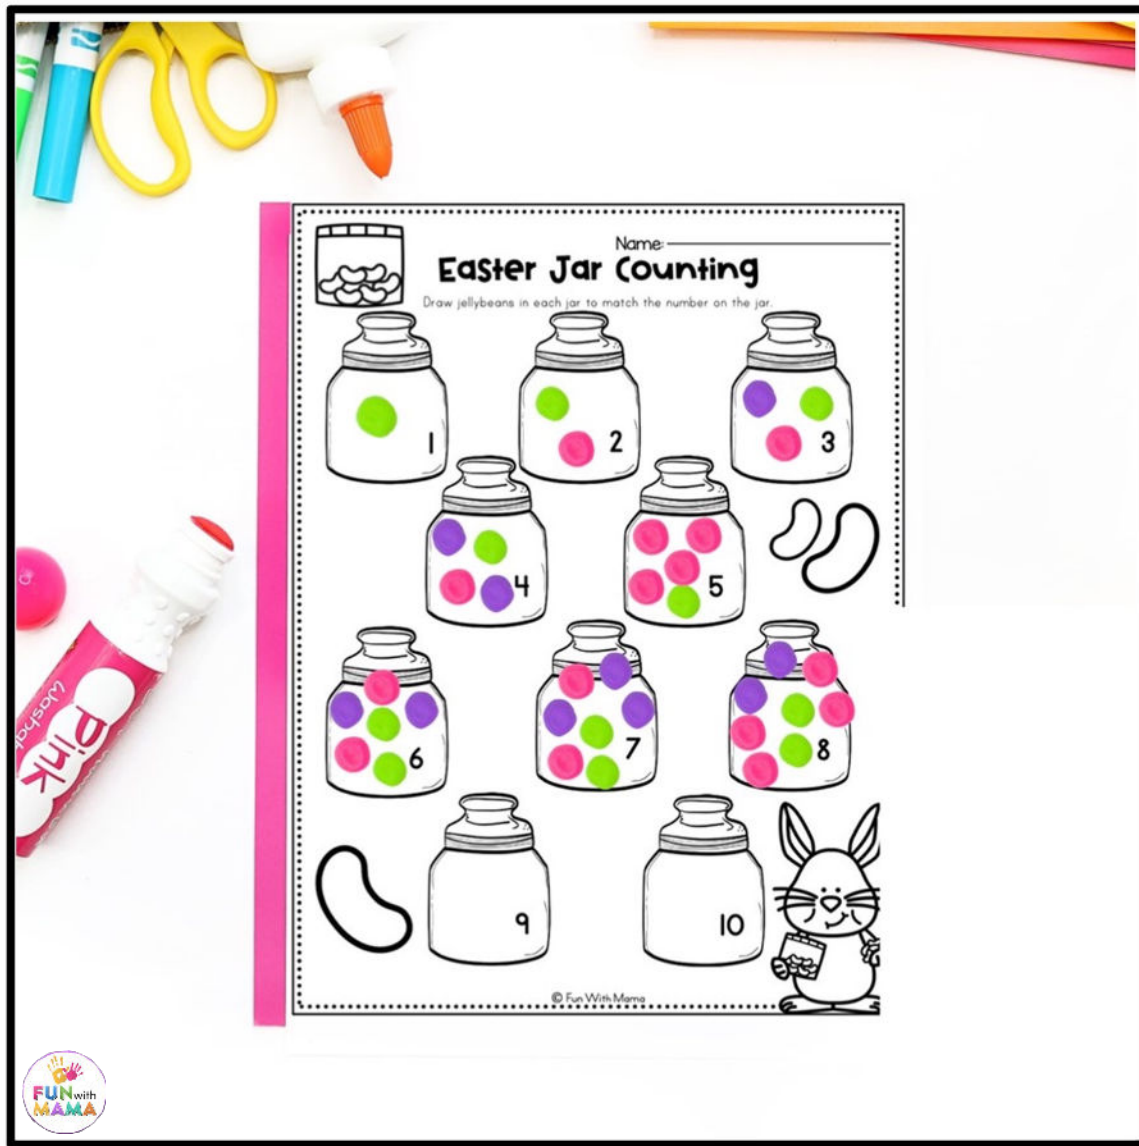 Name:
Easter Jar Counting
Draw jellybeans in each jar to match the number on the jar.
1
2
3
4
5
6
7
8
9
10
© Fun With Mama
Pink
Washab
FUN with
MAMA